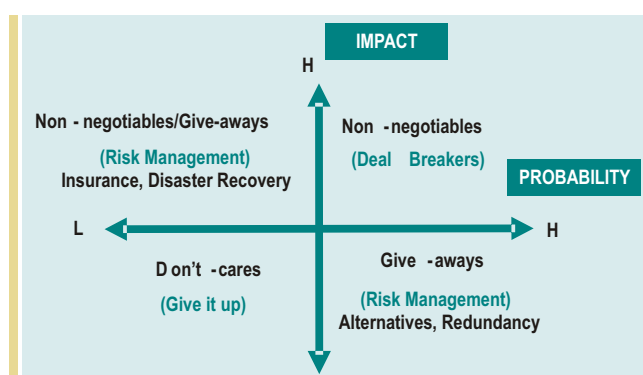 IMPACT
H
Non - negotiables/Give-aways
(Risk Management)
Insurance, Disaster Recovery
Non - negotiables
(Deal Breakers)
PROBABILITY
L
H
D on't - cares
(Give it up)
Give - aways
(Risk Management)
Alternatives, Redundancy